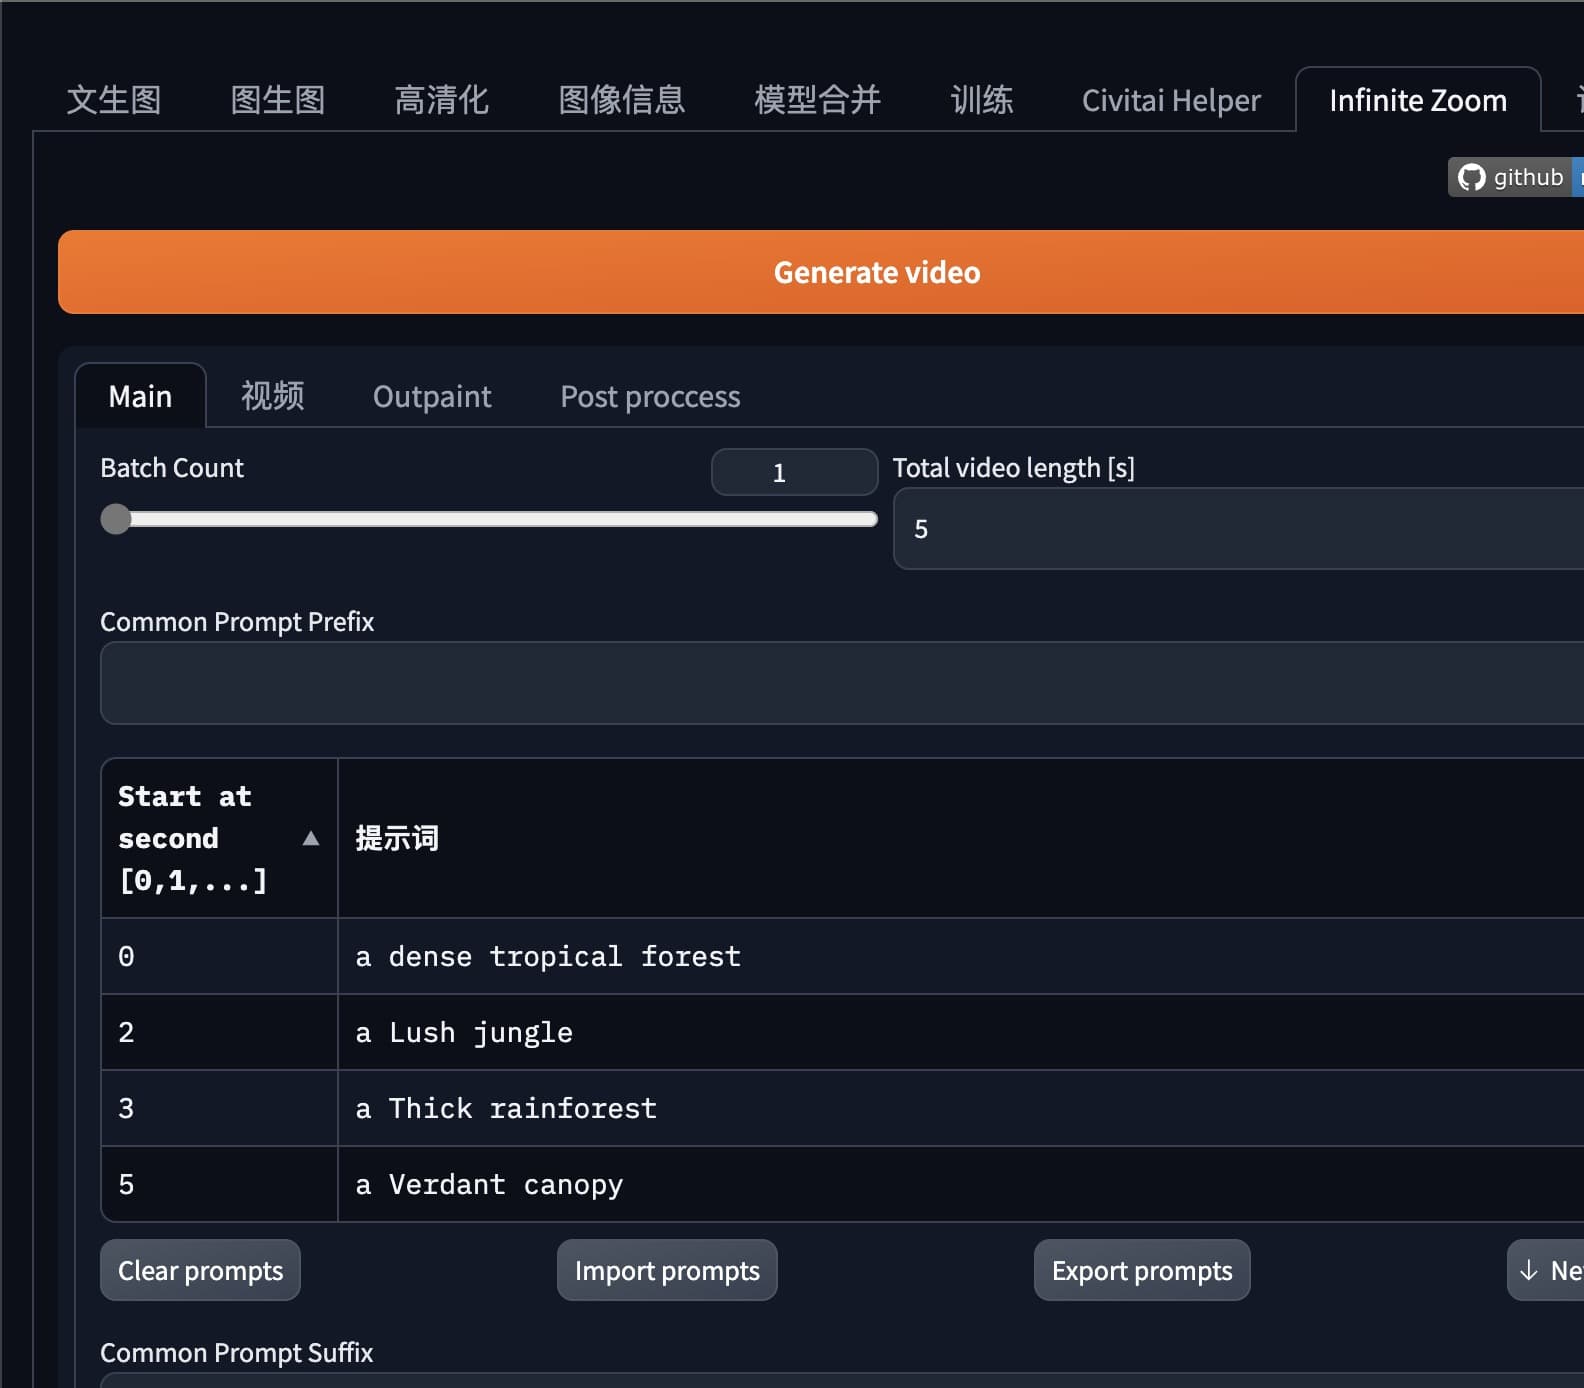 文生图 图生图 高清化 图像信息 模型合并 训练 Civitai Helper Infinite Zoom
github
Generate video
Main 视频 Outpaint Post proccess
Batch Count 1 Total video length [s]
5
Common Prompt Prefix
Start at second [0,1,...] ▲ 提示词
0 a dense tropical forest
2 a Lush jungle
3 a Thick rainforest
5 a Verdant canopy
Clear prompts Import prompts Export prompts ↓
Common Prompt Suffix